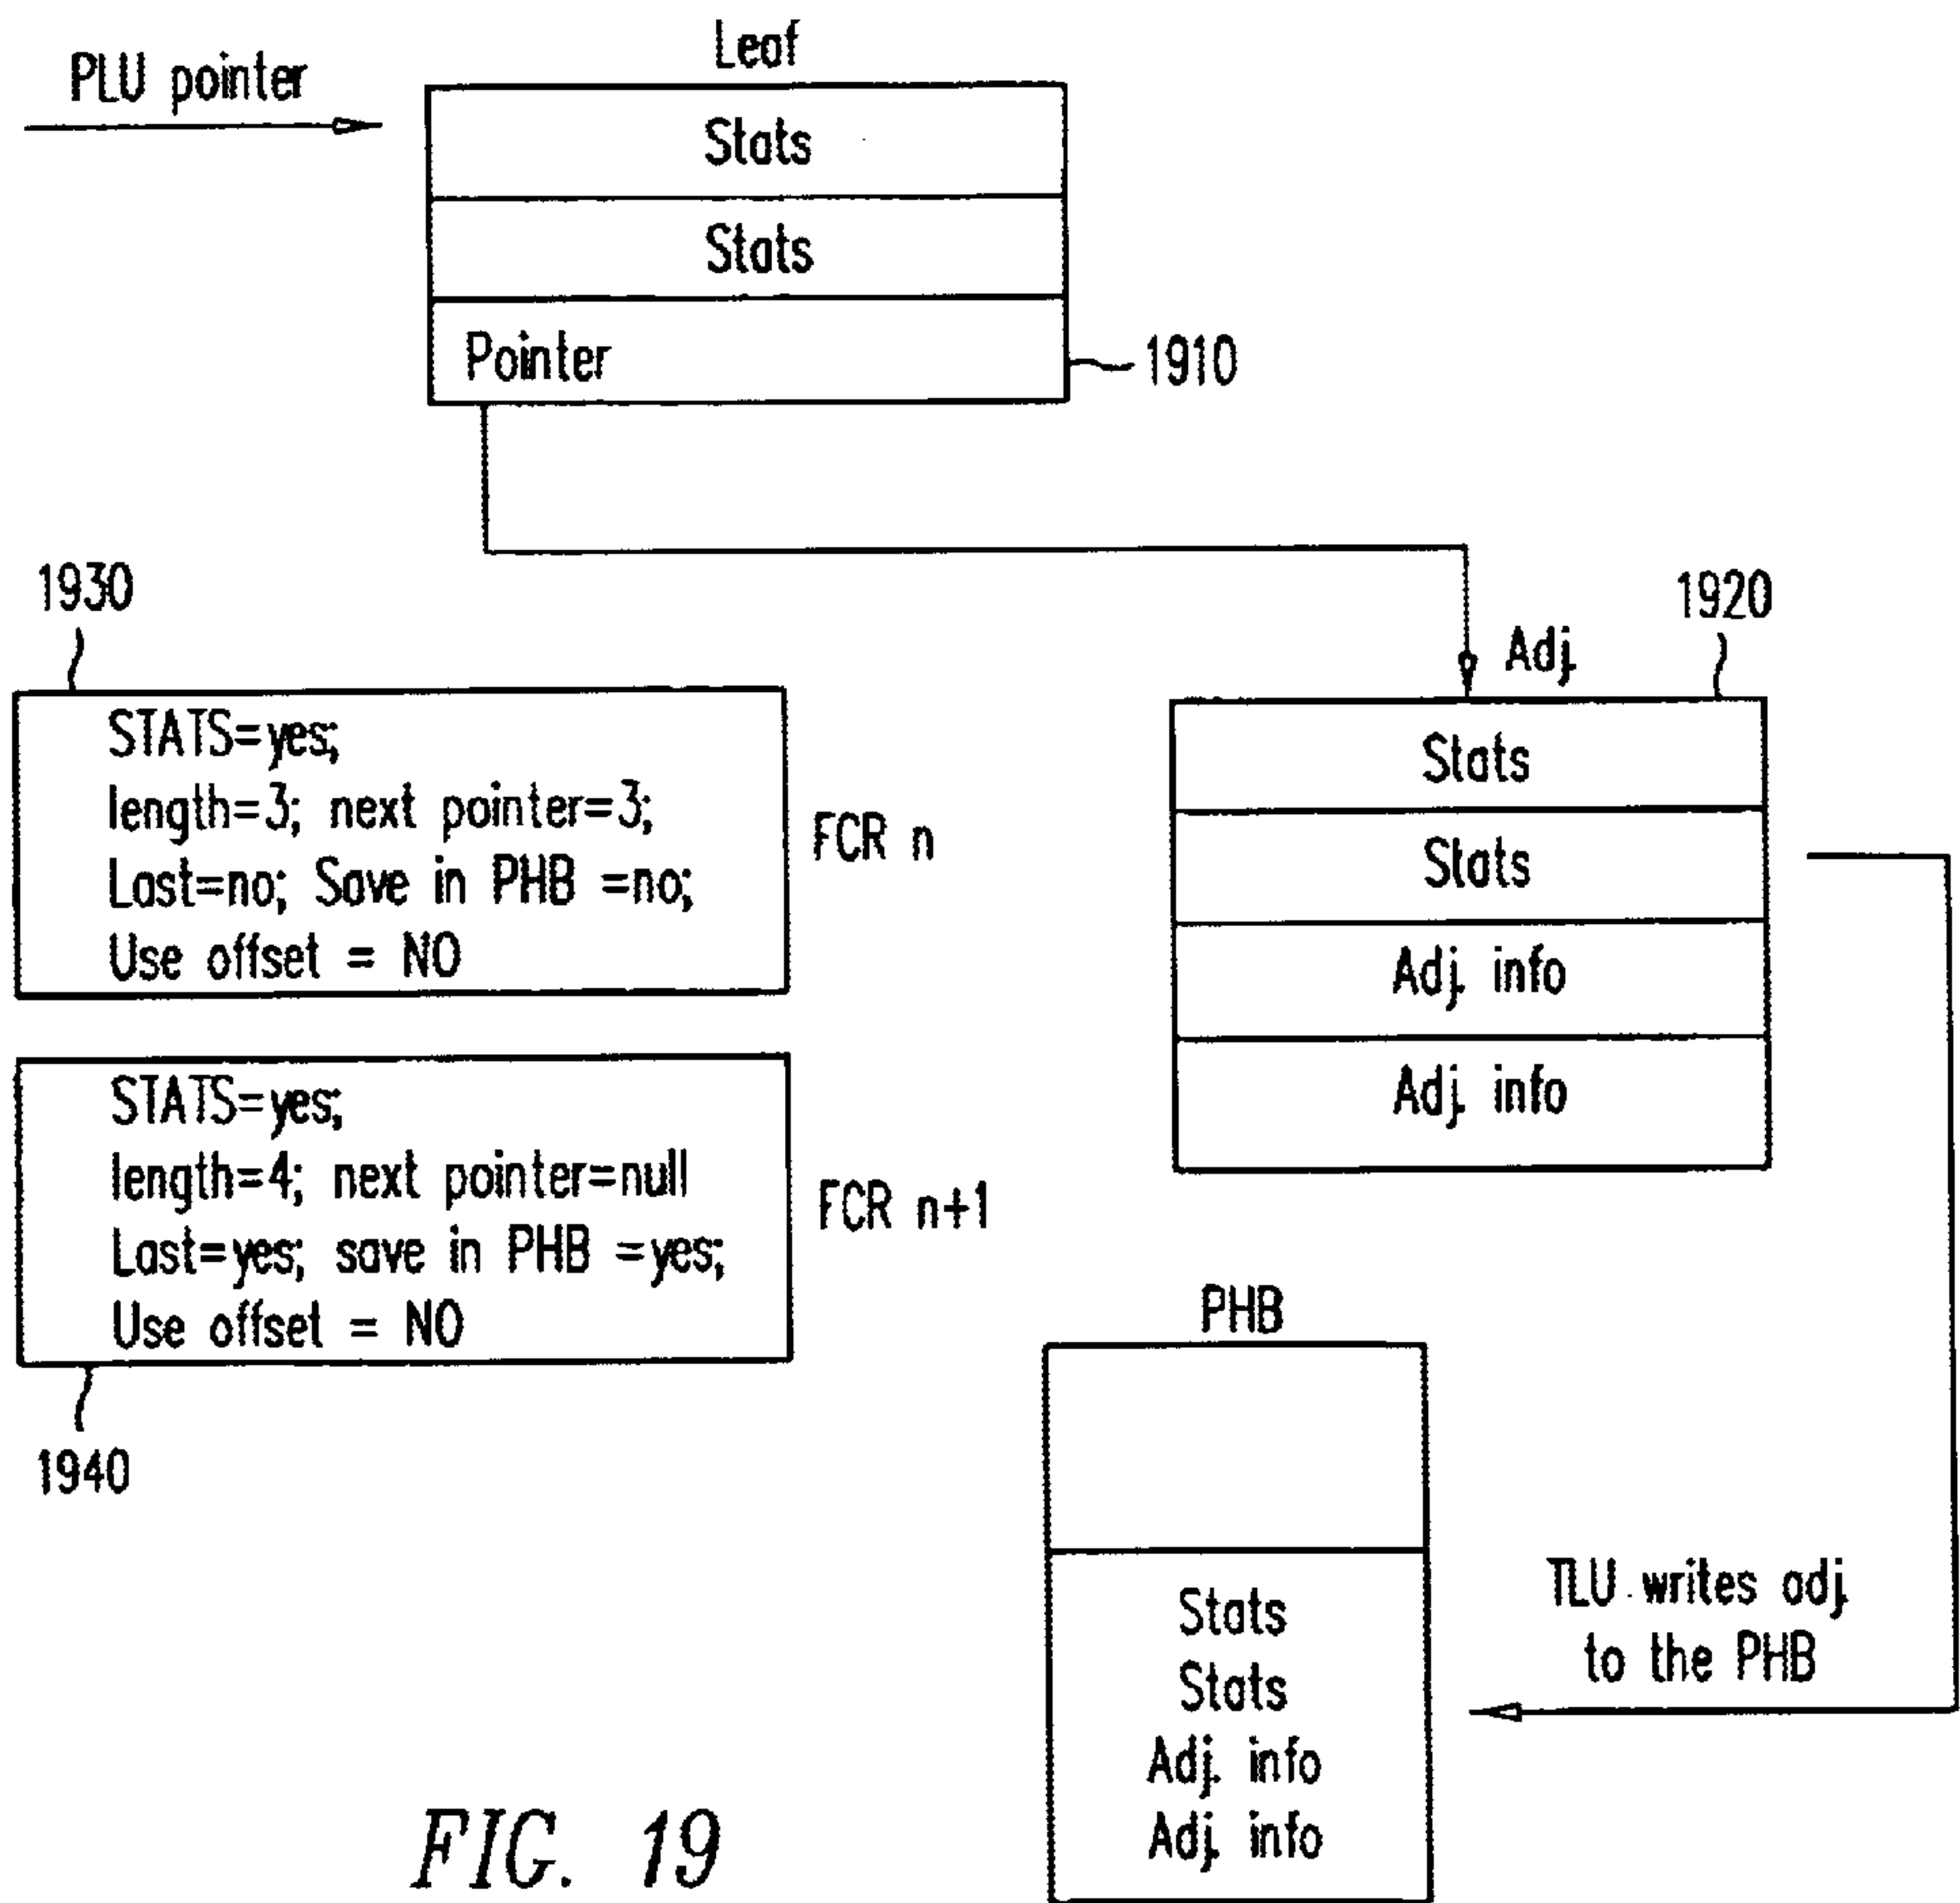 Leaf
PLU pointer
Stats
Stats
Pointer
1910
1930
STATS=yes;
length=3; next pointer=3;
Last=no; Save in PHB =no;
Use offset = NO
FCR n
1920
Adj.
Stats
Stats
Adj. info
Adj. info
STATS=yes;
length=4; next pointer=null
Last=yes; save in PHB =yes;
Use offset = NO
FCR n+1
1940
PHB
Stats
Stats
Adj. info
Adj. info
TLU writes adj.
to the PHB
FIG. 19